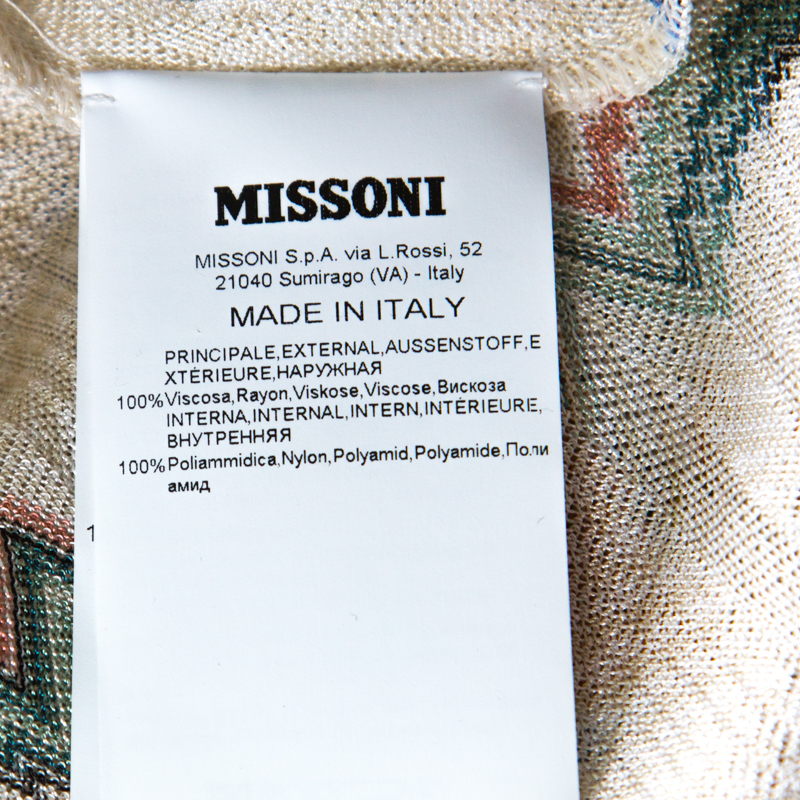 MISSONI
MISSONI S.p.A. via L.Rossi, 52
21040 Sumirago (VA) - Italy
MADE IN ITALY
PRINCIPALE,EXTERNAL,AUSSENSTOFF,E
XTÉRIEURE,НАРУЖНАЯ
100%Viscosa,Rayon,Viskose,Viscose,Вискоза
INTERNA,INTERNAL,INTERN,INTÉRIEURE,
ВНУТРЕННЯЯ
100%Poliammidica,Nylon,Polyamid,Polyamide,Поли
амид
1